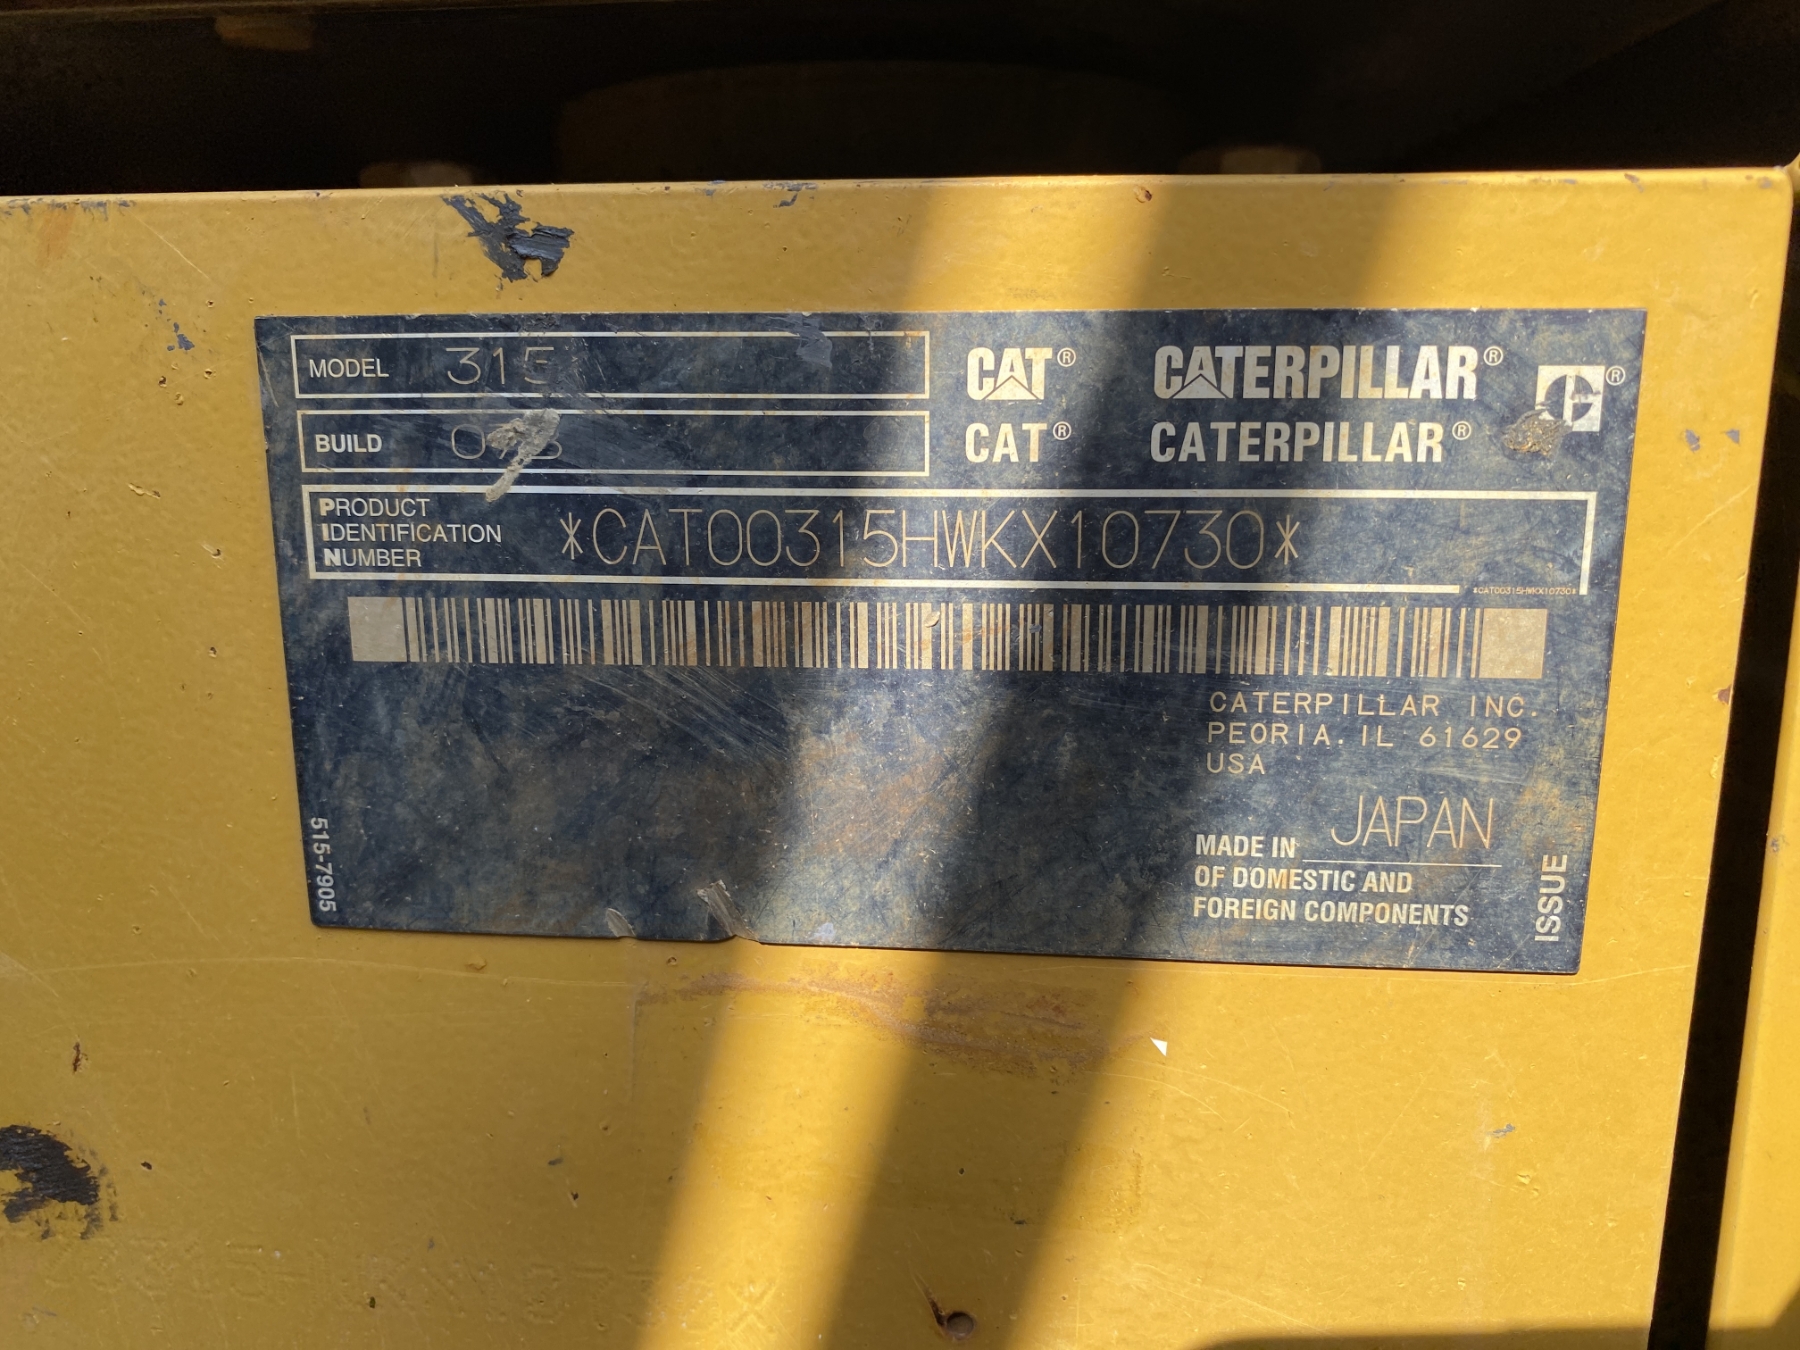 MODEL 315
CAT® CATERPILLAR® ®
BUILD
CAT® CATERPILLAR®
PRODUCT
IDENTIFICATION
NUMBER
*CAT00315HWKX10730*
*CAT00315HWKX10730*
CATERPILLAR INC.
PEORIA. IL 61629
USA
MADE IN JAPAN
OF DOMESTIC AND
FOREIGN COMPONENTS
ISSUE
515-7905